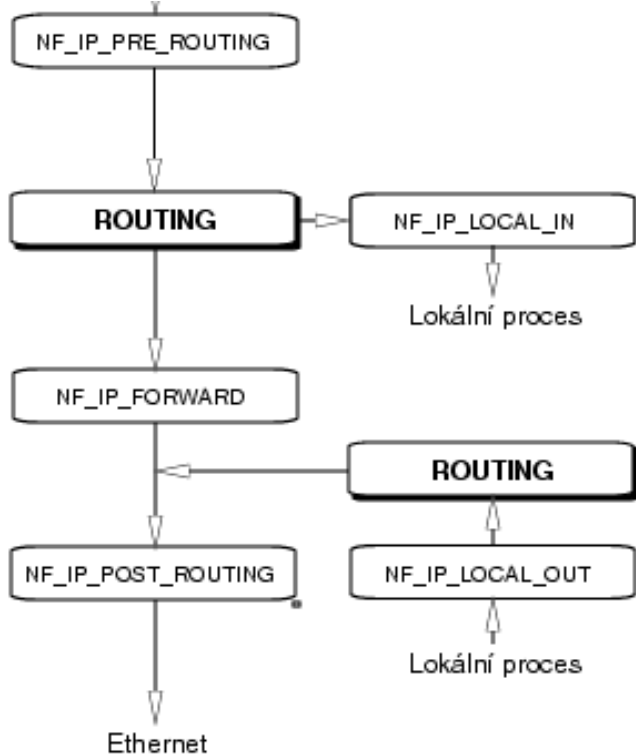 NF_IP_PRE_ROUTING
ROUTING
NF_IP_LOCAL_IN
Lokální proces
NF_IP_FORWARD
ROUTING
NF_IP_POST_ROUTING
NF_IP_LOCAL_OUT
Lokální proces
Ethernet